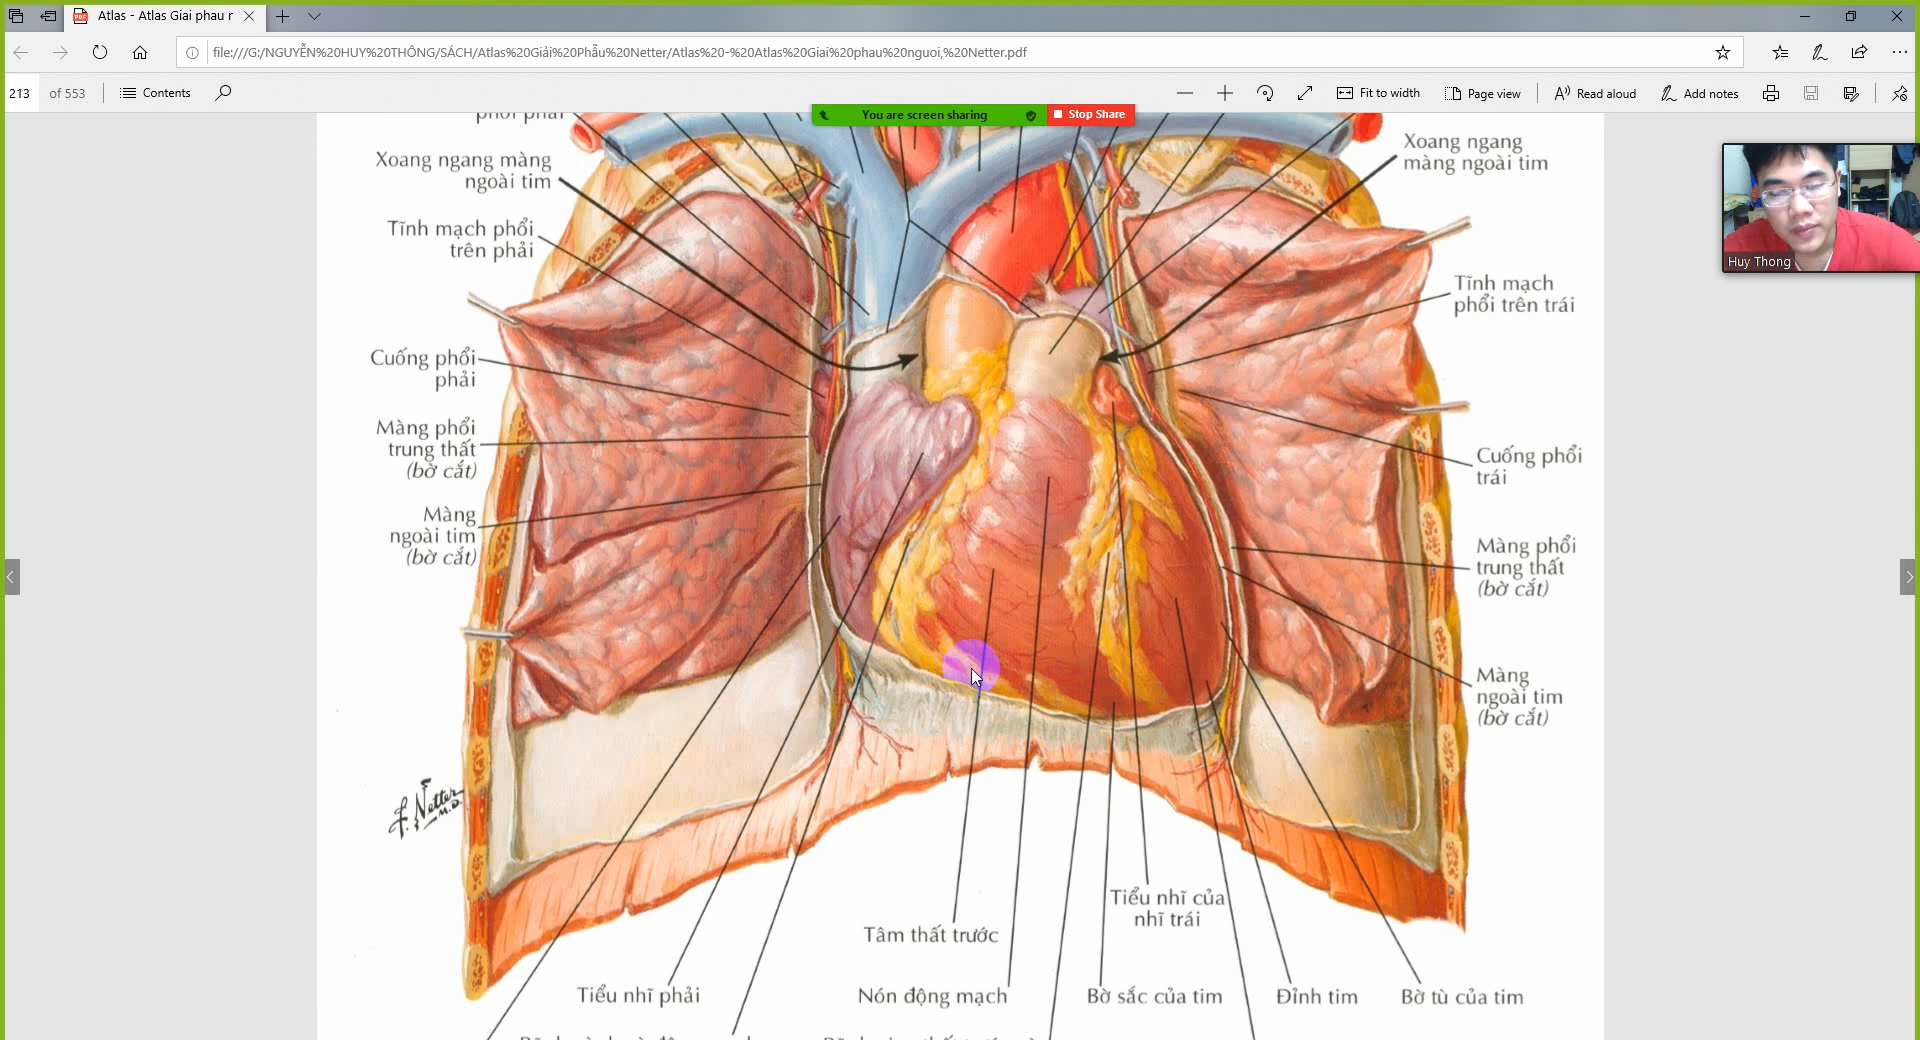 Atlas - Atlas Giai phau r
file:///G:/NGUYỄN%20HUY%20THÔNG/SÁCH/Atlas%20Giải%20Phẫu%20Netter/Atlas%20-%20Atlas%20Giai%20phau%20nguoi,%20Netter.pdf
213 of 553 Contents Fit to width Page view Read aloud Add notes
You are screen sharing Stop Share
phổi phải
Xoang ngang màng
ngoài tim
Tĩnh mạch phổi
trên phải
Cuống phổi
phải
Màng phổi
trung thất
(bờ cắt)
Màng
ngoài tim
(bờ cắt)
Xoang ngang
màng ngoài tim
Huy Thong
Tĩnh mạch
phổi trên trái
Cuống phổi
trái
Màng phổi
trung thất
(bờ cắt)
Màng
ngoài tim
(bờ cắt)
F. Netter
M.D.
Tiểu nhĩ của
nhĩ trái
Tâm thất trước
Tiểu nhĩ phải
Nón động mạch
Bờ sắc của tim
Đỉnh tim
Bờ tù của tim